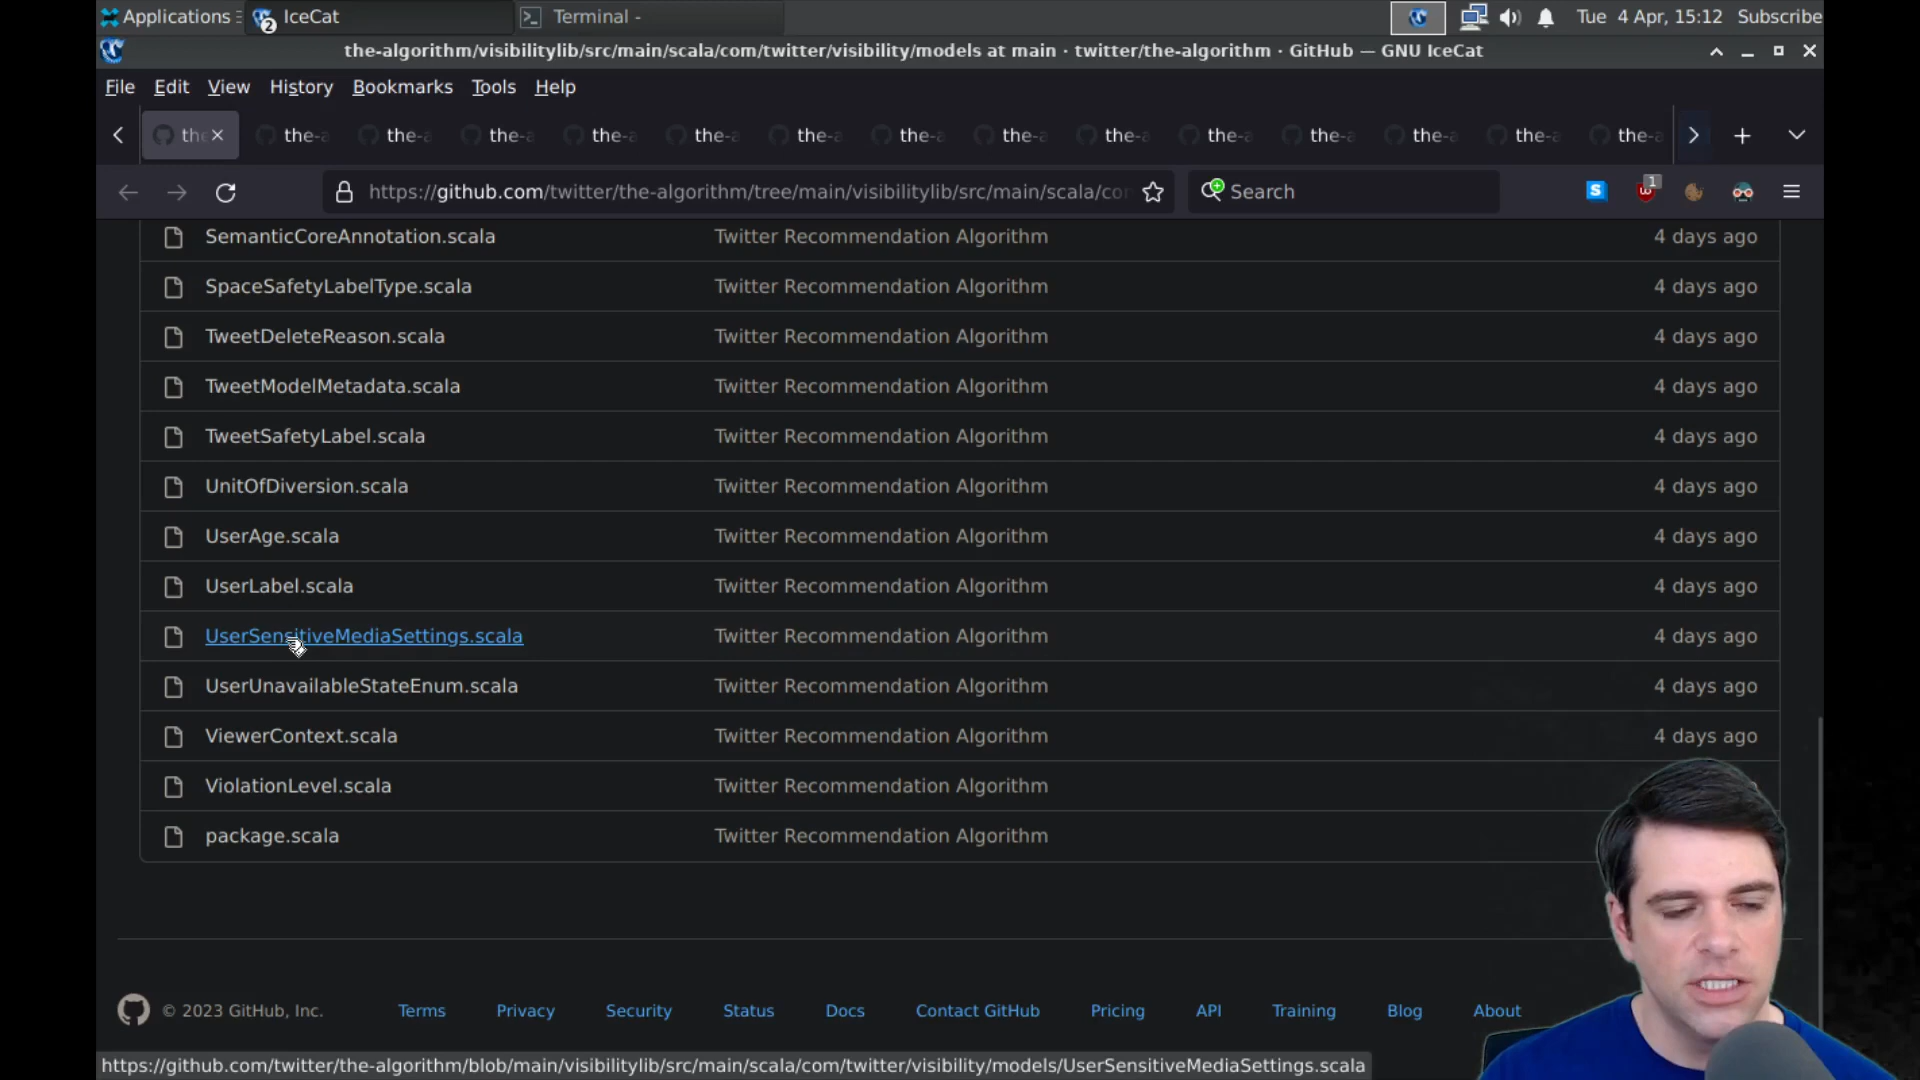 Applications
IceCat
2
Terminal -
Tue 4 Apr, 15:12
Subscribe
the-algorithm/visibilitylib/src/main/scala/com/twitter/visibility/models at main · twitter/the-algorithm · GitHub — GNU IceCat
File Edit View History Bookmarks Tools Help
the the-a the-a the-a the-a the-a the-a the-a the-a the-a the-a the-a the-a the-a the-a
https://github.com/twitter/the-algorithm/tree/main/visibilitylib/src/main/scala/co
Search
1
SemanticCoreAnnotation.scala Twitter Recommendation Algorithm 4 days ago
SpaceSafetyLabelType.scala Twitter Recommendation Algorithm 4 days ago
TweetDeleteReason.scala Twitter Recommendation Algorithm 4 days ago
TweetModelMetadata.scala Twitter Recommendation Algorithm 4 days ago
TweetSafetyLabel.scala Twitter Recommendation Algorithm 4 days ago
UnitOfDiversion.scala Twitter Recommendation Algorithm 4 days ago
UserAge.scala Twitter Recommendation Algorithm 4 days ago
UserLabel.scala Twitter Recommendation Algorithm 4 days ago
UserSensitiveMediaSettings.scala Twitter Recommendation Algorithm 4 days ago
UserUnavailableStateEnum.scala Twitter Recommendation Algorithm 4 days ago
ViewerContext.scala Twitter Recommendation Algorithm 4 days ago
ViolationLevel.scala Twitter Recommendation Algorithm
package.scala Twitter Recommendation Algorithm
© 2023 GitHub, Inc. Terms Privacy Security Status Docs Contact GitHub Pricing API Training Blog About
https://github.com/twitter/the-algorithm/blob/main/visibilitylib/src/main/scala/com/twitter/visibility/models/UserSensitiveMediaSettings.scala